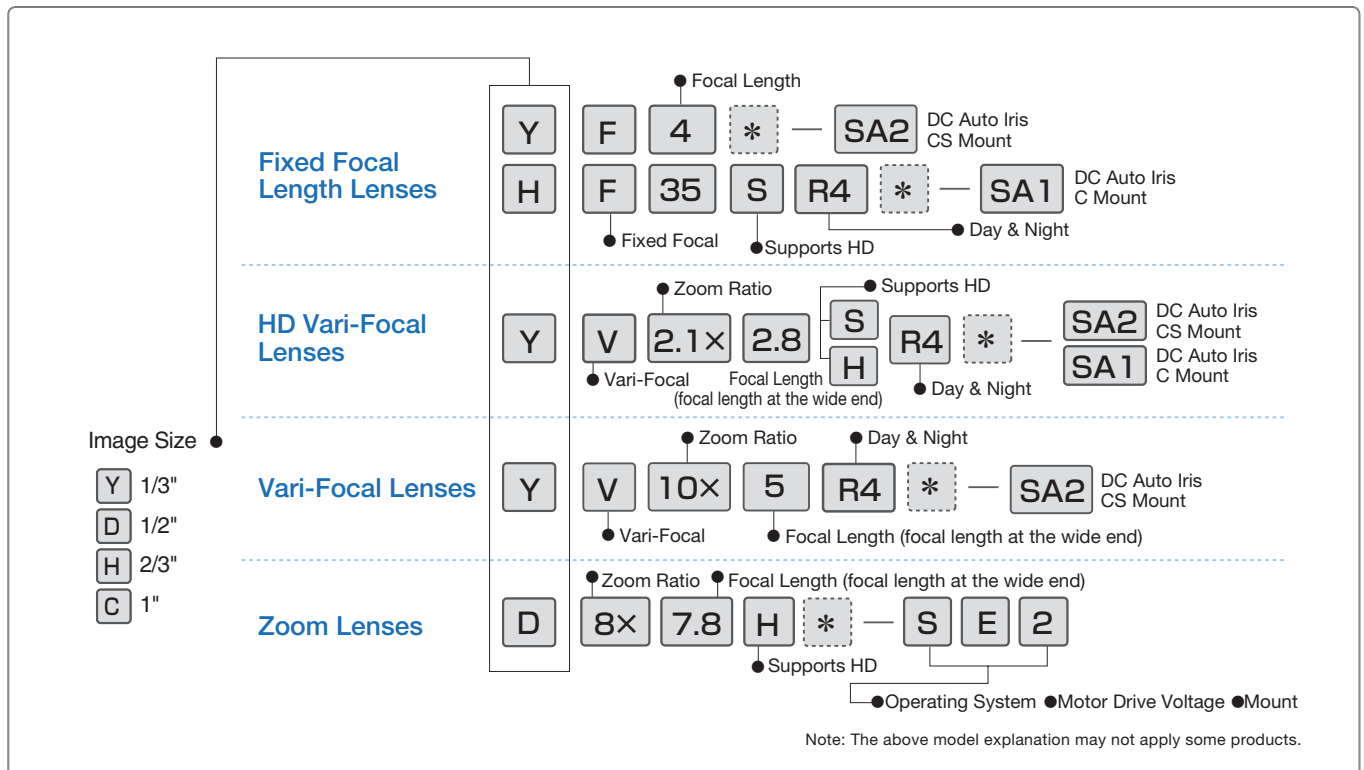 Focal Length
Y F 4 * — SA2 DC Auto Iris
CS Mount
Fixed Focal
Length Lenses
H F 35 S R4 * — SA1 DC Auto Iris
C Mount
Fixed Focal
Supports HD
Day & Night
Zoom Ratio
Supports HD
HD Vari-Focal
Lenses
Y V 2.1× 2.8 S H R4 * — SA2 DC Auto Iris
CS Mount
SA1 DC Auto Iris
C Mount
Vari-Focal
Focal Length
(focal length at the wide end)
Day & Night
Image Size
Y 1/3"
D 1/2"
H 2/3"
C 1"
Zoom Ratio
Day & Night
Vari-Focal Lenses
Y V 10× 5 R4 * — SA2 DC Auto Iris
CS Mount
Vari-Focal
Focal Length (focal length at the wide end)
Zoom Ratio
Focal Length (focal length at the wide end)
Zoom Lenses
D 8× 7.8 H * — S E 2
Supports HD
Operating System ●Motor Drive Voltage ●Mount
Note: The above model explanation may not apply some products.